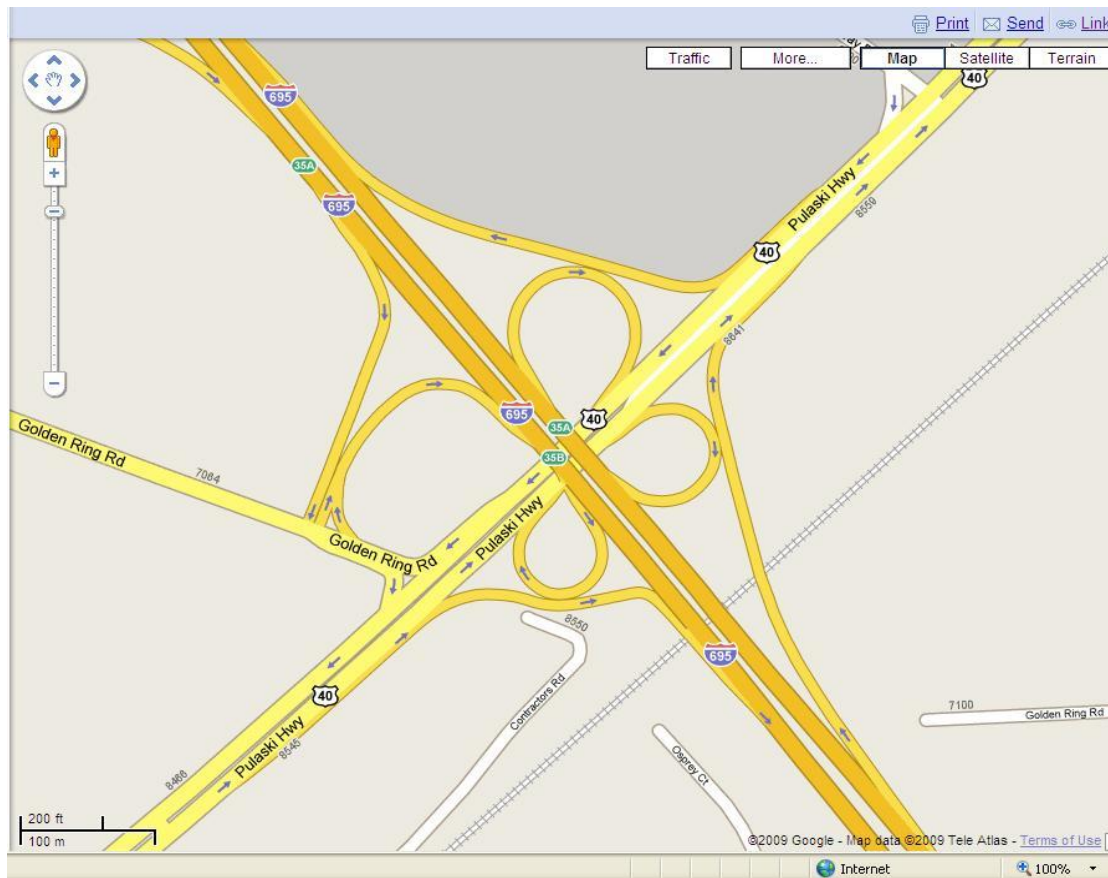 Print Send Link
Traffic More... Map Satellite Terrain
40
695
35A
695
Pulaski Hwy
8559
40
8641
695
35A
40
35B
Golden Ring Rd
7064
Pulaski Hwy
Golden Ring Rd
8550
695
40
Contractors Rd
7100
Golden Ring Rd
Pulaski Hwy
8545
8466
Osprey Ct
200 ft
100 m
©2009 Google - Map data ©2009 Tele Atlas - Terms of Use
Internet 100%